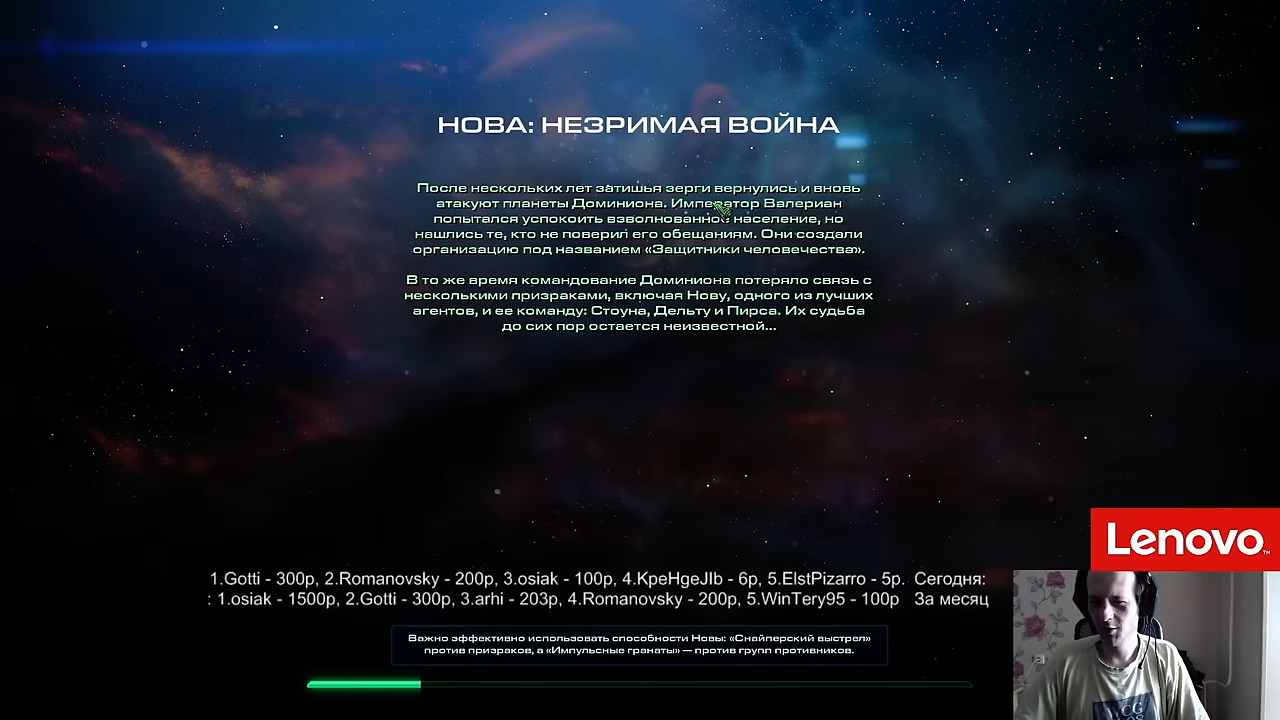 НОВА: НЕЗРИМАЯ ВОЙНА
После нескольких лет затишья зерги вернулись и вновь
атакуют планеты Доминиона. Император Валериан
попытался успокоить взволнованное население, но
нашлись те, кто не поверил его обещаниям. Они создали
организацию под названием «Защитники человечества».
В то же время командование Доминиона потеряло связь с
несколькими призраками, включая Нову, одного из лучших
агентов, и ее команду: Стоуна, Дельту и Пирса. Их судьба
до сих пор остается неизвестной...
Lenovo™
1.Gotti - 300р, 2.Romanovsky - 200р, 3.osiak - 100р, 4.KpeHgeJIb - 6р, 5.ElstPizarro - 5р. Сегодня:
: 1.osiak - 1500р, 2.Gotti - 300р, 3.arhi - 203р, 4.Romanovsky - 200р, 5.WinTery95 - 100р За месяц
Важно эффективно использовать способности Новы: «Снайперский выстрел»
против призраков, а «Импульсные гранаты» — против групп противников.